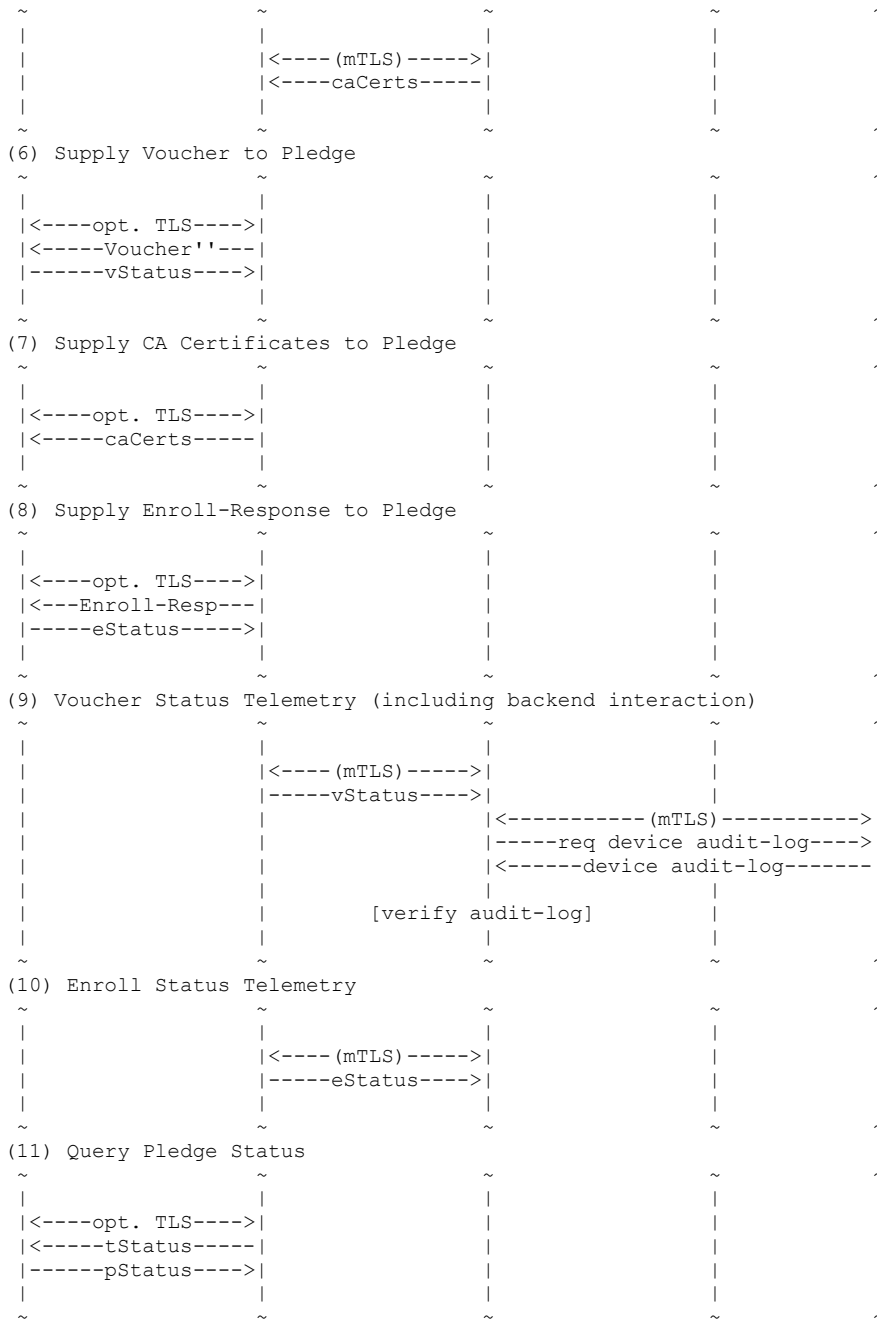 ~                   ~                  ~                  ~            ~
 |                   |                  |                  |
 |                   |<----(mTLS)----->|                  |
 |                   |<----caCerts-----|                  |
 |                   |                  |                  |
 ~                   ~                  ~                  ~            ~
(6) Supply Voucher to Pledge
 ~                   ~                  ~                  ~            ~
 |                   |                  |                  |
 |<----opt. TLS---->|                  |                  |
 |<-----Voucher''---|                  |                  |
 |------vStatus---->|                  |                  |
 |                   |                  |                  |
 ~                   ~                  ~                  ~            ~
(7) Supply CA Certificates to Pledge
 ~                   ~                  ~                  ~            ~
 |                   |                  |                  |
 |<----opt. TLS---->|                  |                  |
 |<-----caCerts-----|                  |                  |
 |                   |                  |                  |
 ~                   ~                  ~                  ~            ~
(8) Supply Enroll-Response to Pledge
 ~                   ~                  ~                  ~            ~
 |                   |                  |                  |
 |<----opt. TLS---->|                  |                  |
 |<---Enroll-Resp---|                  |                  |
 |-----eStatus----->|                  |                  |
 |                   |                  |                  |
 ~                   ~                  ~                  ~            ~
(9) Voucher Status Telemetry (including backend interaction)
 ~                   ~                  ~                  ~            ~
 |                   |                  |                  |
 |                   |<----(mTLS)----->|                  |
 |                   |-----vStatus---->|                  |
 |                   |                  |<-----------(mTLS)----------->
 |                   |                  |-----req device audit-log---->
 |                   |                  |<------device audit-log-------
 |                   |                  |                  |
 |                   |        [verify audit-log]           |
 |                   |                  |                  |
 ~                   ~                  ~                  ~            ~
(10) Enroll Status Telemetry
 ~                   ~                  ~                  ~            ~
 |                   |                  |                  |
 |                   |<----(mTLS)----->|                  |
 |                   |-----eStatus---->|                  |
 |                   |                  |                  |
 ~                   ~                  ~                  ~            ~
(11) Query Pledge Status
 ~                   ~                  ~                  ~            ~
 |                   |                  |                  |
 |<----opt. TLS---->|                  |                  |
 |<-----tStatus-----|                  |                  |
 |------pStatus---->|                  |                  |
 |                   |                  |                  |
 ~                   ~                  ~                  ~            ~